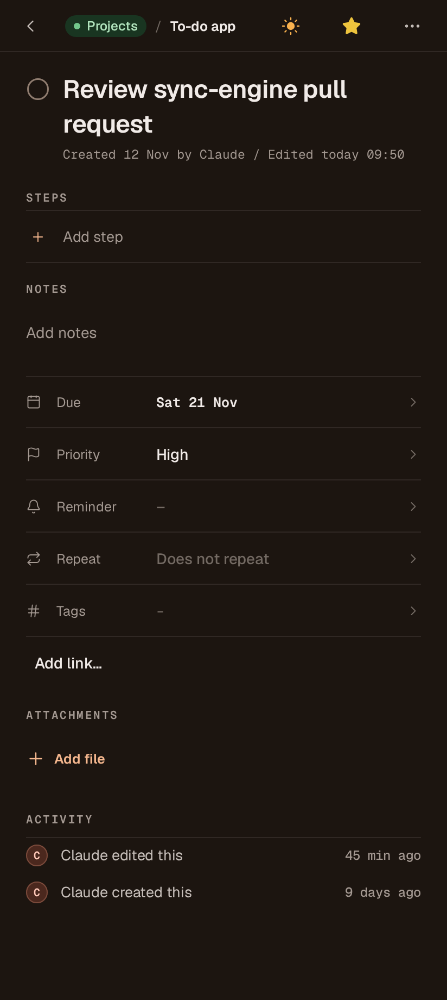 Projects / To-do app
Review sync-engine pull
request
Created 12 Nov by Claude / Edited today 09:50
STEPS
+ Add step
NOTES
Add notes
Due Sat 21 Nov
Priority High
Reminder –
Repeat Does not repeat
Tags –
Add link…
ATTACHMENTS
+ Add file
ACTIVITY
C Claude edited this 45 min ago
C Claude created this 9 days ago